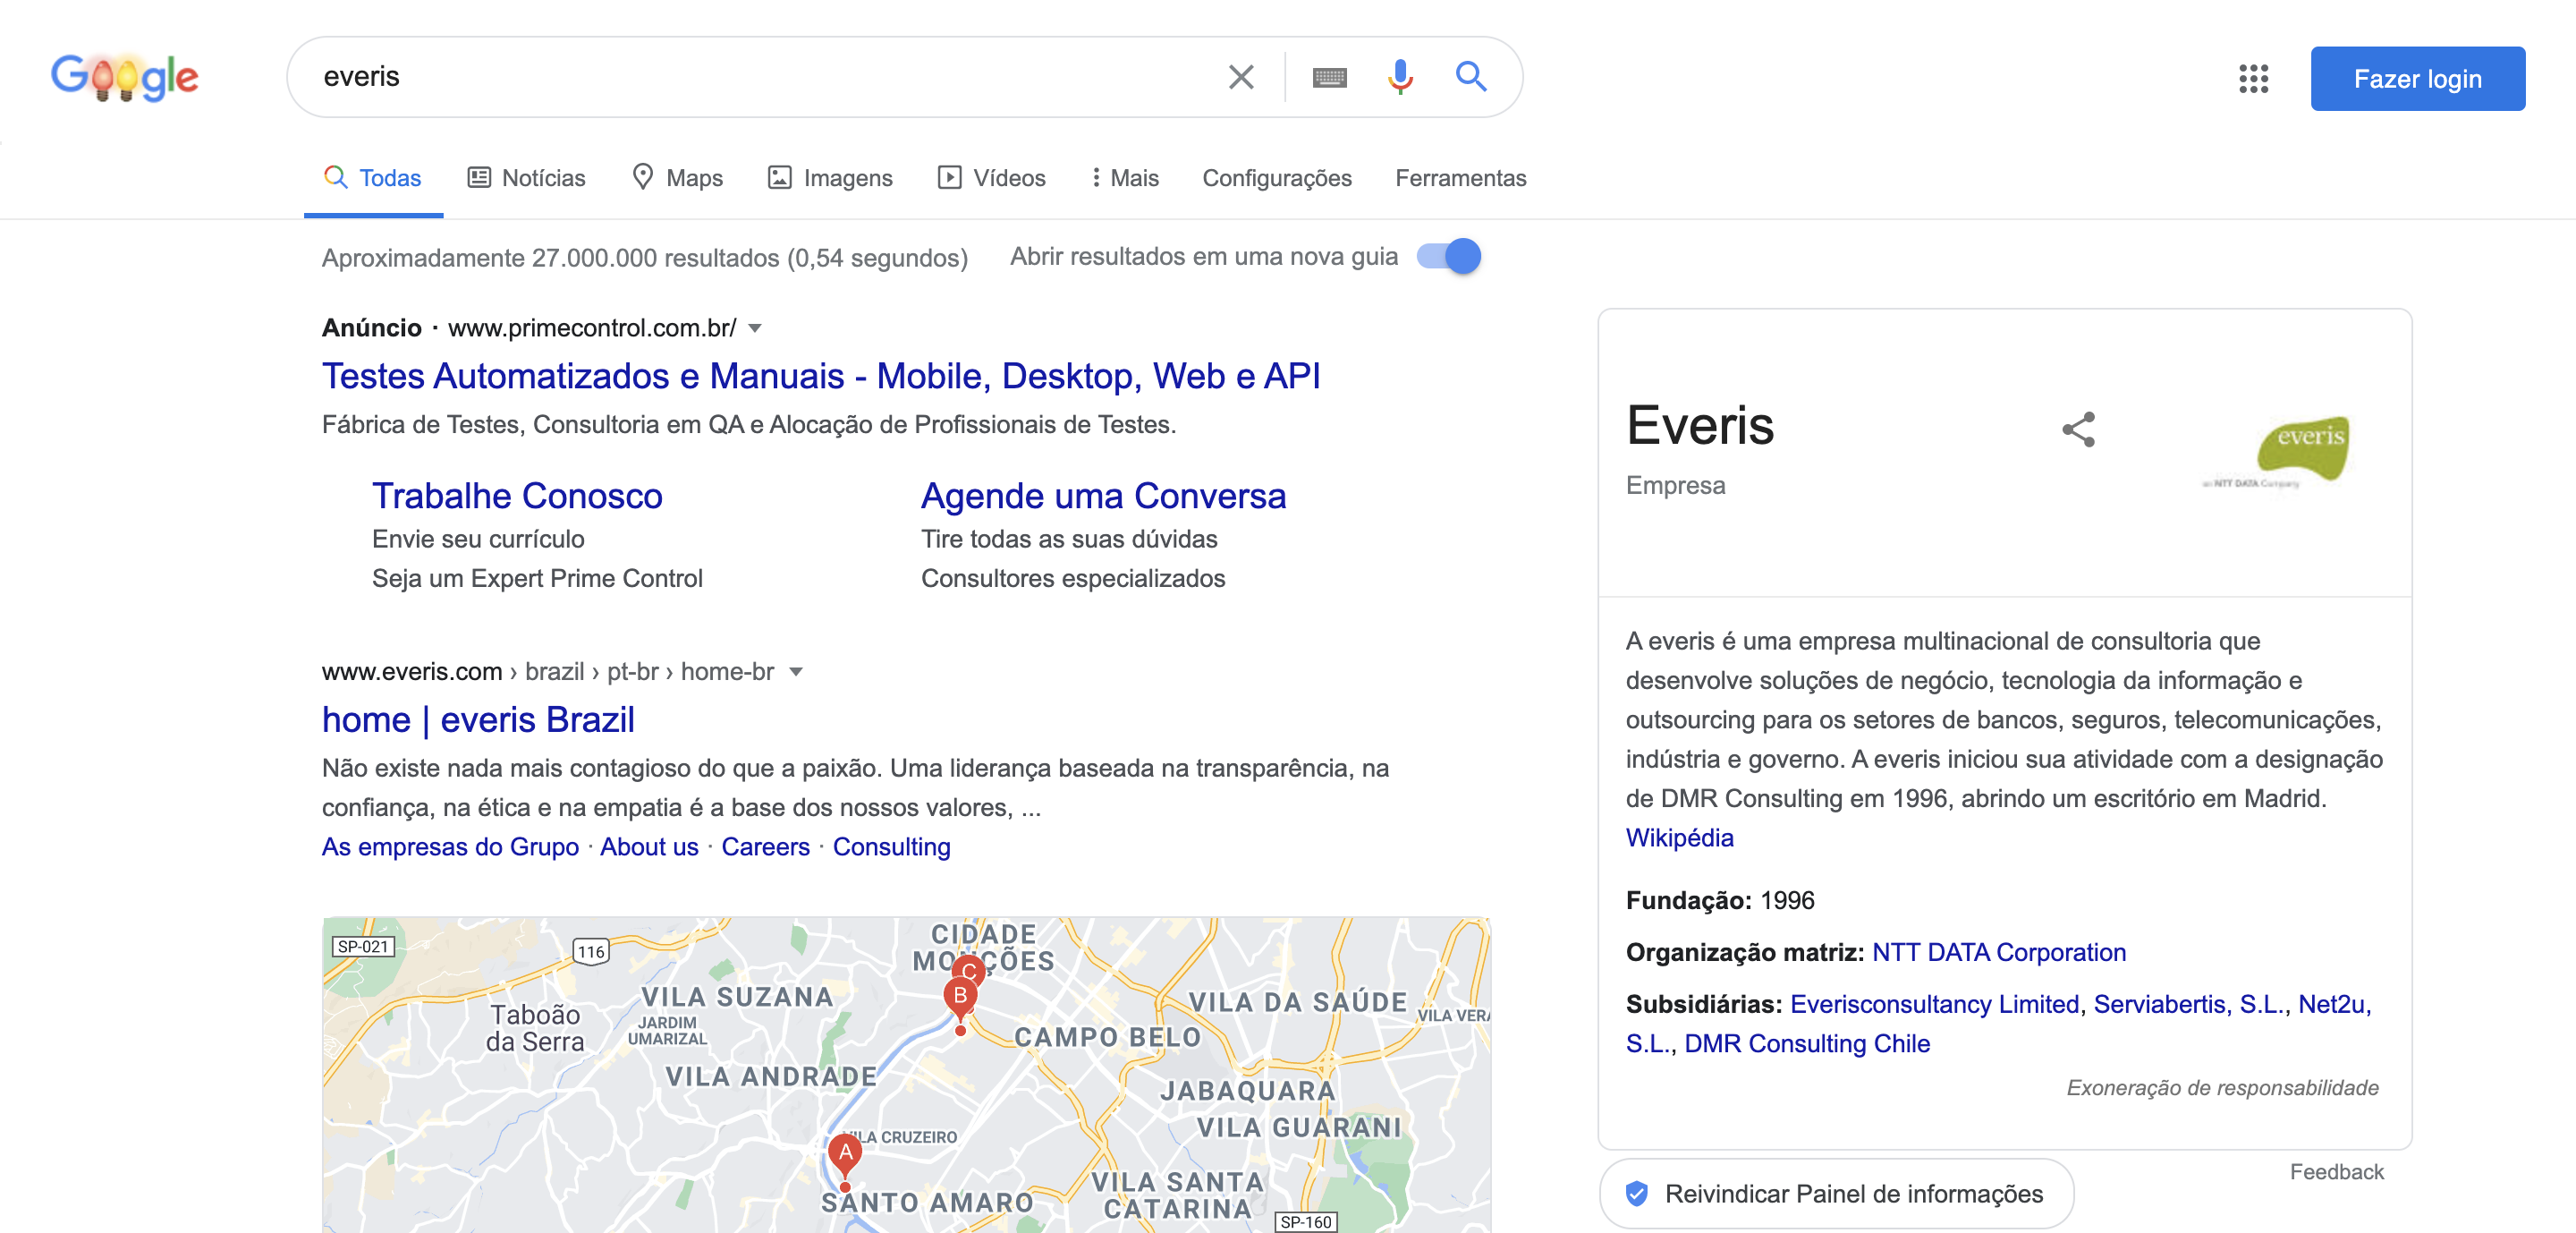 Google
everis
Fazer login
Todas
Notícias
Maps
Imagens
Vídeos
Mais
Configurações
Ferramentas
Aproximadamente 27.000.000 resultados (0,54 segundos)
Abrir resultados em uma nova guia
Anúncio · www.primecontrol.com.br/
Testes Automatizados e Manuais - Mobile, Desktop, Web e API
Fábrica de Testes, Consultoria em QA e Alocação de Profissionais de Testes.
Trabalhe Conosco
Envie seu currículo
Seja um Expert Prime Control
Agende uma Conversa
Tire todas as suas dúvidas
Consultores especializados
www.everis.com › brazil › pt-br › home-br
home | everis Brazil
Não existe nada mais contagioso do que a paixão. Uma liderança baseada na transparência, na
confiança, na ética e na empatia é a base dos nossos valores, ...
As empresas do Grupo · About us · Careers · Consulting
SP-021
116
CIDADE
MONÇÕES
C
B
VILA SUZANA
Taboão
da Serra
JARDIM
UMARIZAL
VILA DA SAÚDE
VILA VERA
CAMPO BELO
VILA ANDRADE
JABAQUARA
VILA GUARANI
VILA CRUZEIRO
A
SANTO AMARO
VILA SANTA
CATARINA
SP-160
Everis
Empresa
everis
an NTT DATA Company
A everis é uma empresa multinacional de consultoria que
desenvolve soluções de negócio, tecnologia da informação e
outsourcing para os setores de bancos, seguros, telecomunicações,
indústria e governo. A everis iniciou sua atividade com a designação
de DMR Consulting em 1996, abrindo um escritório em Madrid.
Wikipédia
Fundação: 1996
Organização matriz: NTT DATA Corporation
Subsidiárias: Everisconsultancy Limited, Serviabertis, S.L., Net2u,
S.L., DMR Consulting Chile
Exoneração de responsabilidade
Feedback
Reivindicar Painel de informações